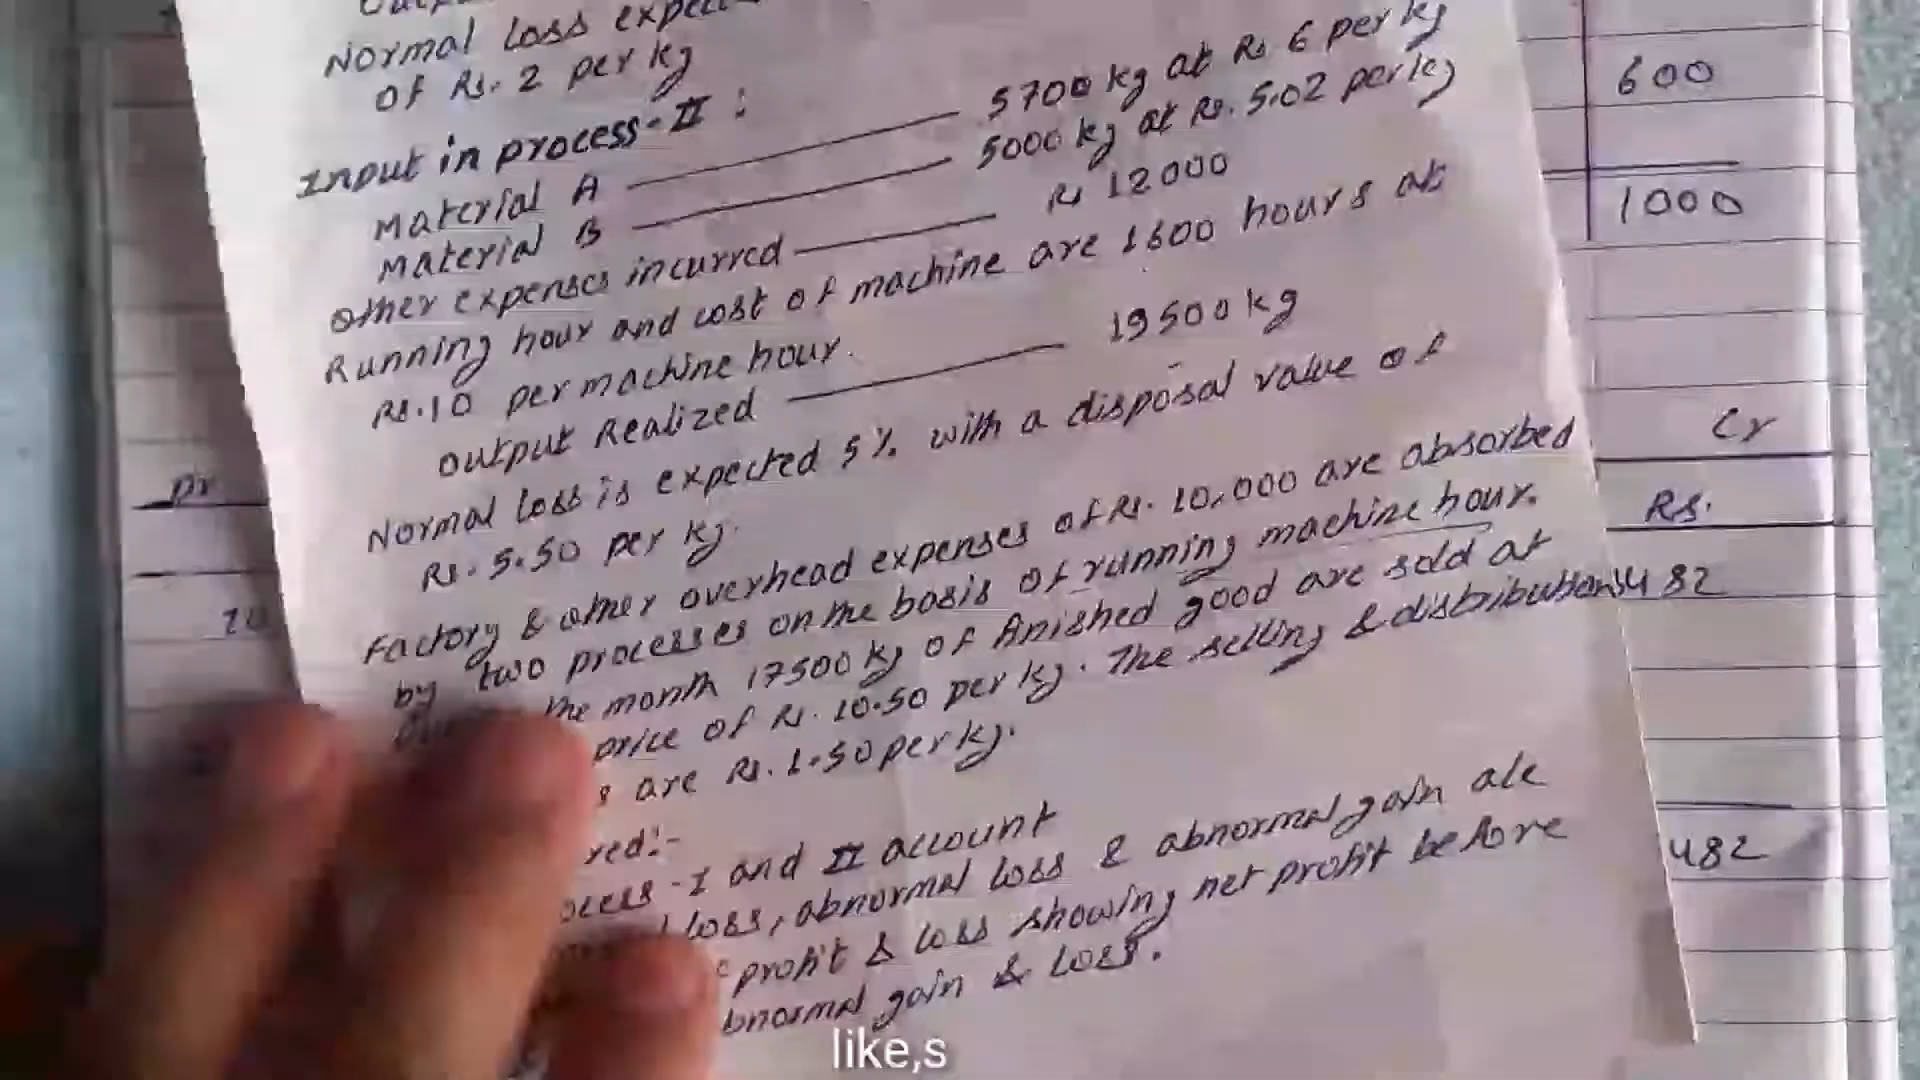 Normal loss expec
of Rs. 2 per kg
Input in process-II :
Material A — 5700 kg at Rs 6 per kg
Material B — 5000 kg at Rs. 5.02 per kg
Other expenses incurred — Rs 12000
Running hour and cost of machine are 1600 hours at
Rs.10 per machine hour.
Output Realized — 19500 kg
Normal loss is expected 5% with a disposal value of
Rs. 5.50 per kg.
Factory & other overhead expenses of Rs. 10,000 are absorbed
by two processes on the basis of running machine hour.
the month 17500 kg of finished good are sold at
price of Rs. 10.50 per kg. The selling & distribution
s are Rs. 1.50 per kg.
red:-
ocess-I and II account
l loss, abnormal loss & abnormal gain a/c
profit & loss showing net profit before
bnormal gain & loss.
600
1000
Dr
Cr
Rs.
482
482
like,s